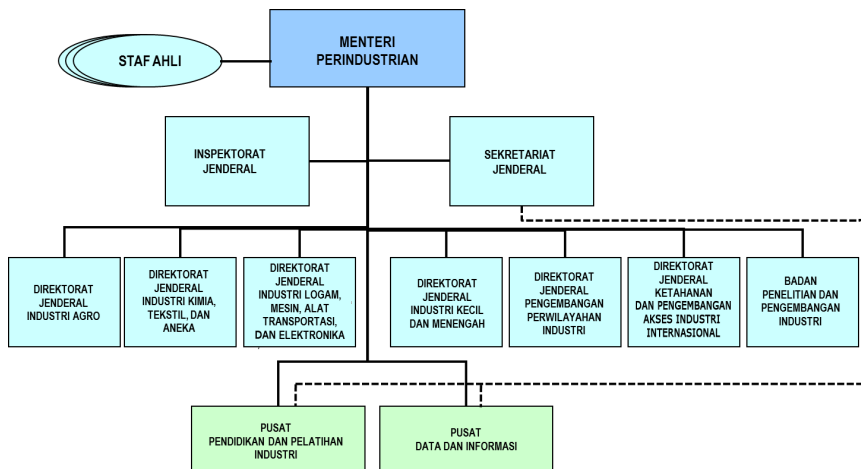 STAF AHLI
MENTERI
PERINDUSTRIAN
INSPEKTORAT
JENDERAL
SEKRETARIAT
JENDERAL
DIREKTORAT
JENDERAL
INDUSTRI AGRO
DIREKTORAT
JENDERAL
INDUSTRI KIMIA,
TEKSTIL, DAN
ANEKA
DIREKTORAT
JENDERAL
INDUSTRI LOGAM,
MESIN, ALAT
TRANSPORTASI,
DAN ELEKTRONIKA
DIREKTORAT
JENDERAL
INDUSTRI KECIL
DAN MENENGAH
DIREKTORAT
JENDERAL
PENGEMBANGAN
PERWILAYAHAN
INDUSTRI
DIREKTORAT
JENDERAL
KETAHANAN
DAN PENGEMBANGAN
AKSES INDUSTRI
INTERNASIONAL
BADAN
PENELITIAN DAN
PENGEMBANGAN
INDUSTRI
PUSAT
PENDIDIKAN DAN PELATIHAN
INDUSTRI
PUSAT
DATA DAN INFORMASI